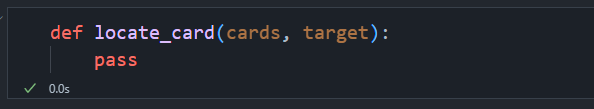 def locate_card(cards, target):
    pass
0.0s